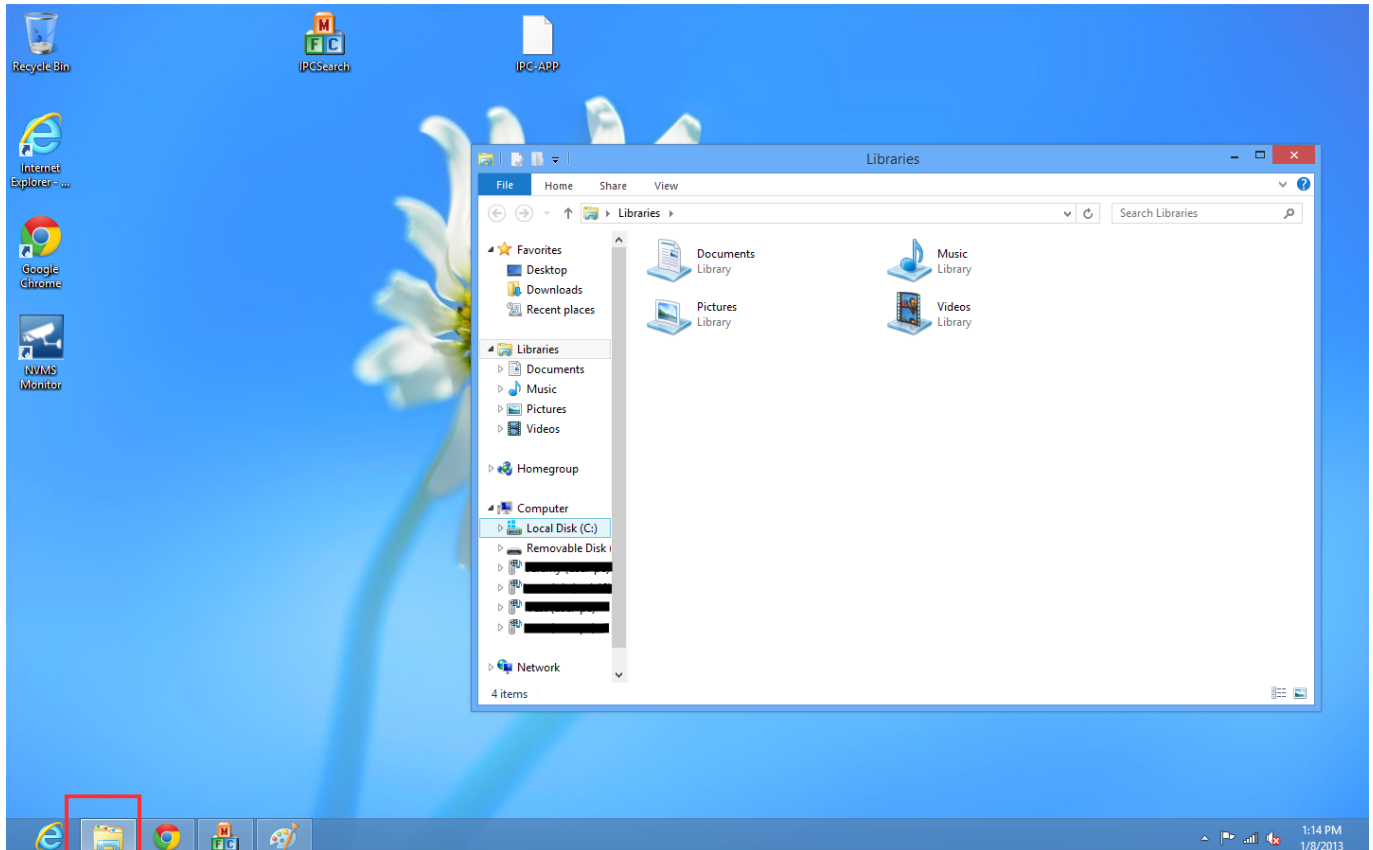 Recycle Bin
IPCSearch
IPC-APP
Internet
Explorer - ...
Google
Chrome
NVMS
Monitor
Libraries
File Home Share View
Libraries
Search Libraries
Favorites
Desktop
Downloads
Recent places
Libraries
Documents
Music
Pictures
Videos
Homegroup
Computer
Local Disk (C:)
Removable Disk (
Network
Documents
Library
Music
Library
Pictures
Library
Videos
Library
4 items
M
F C
M
F C
1:14 PM
1/8/2013